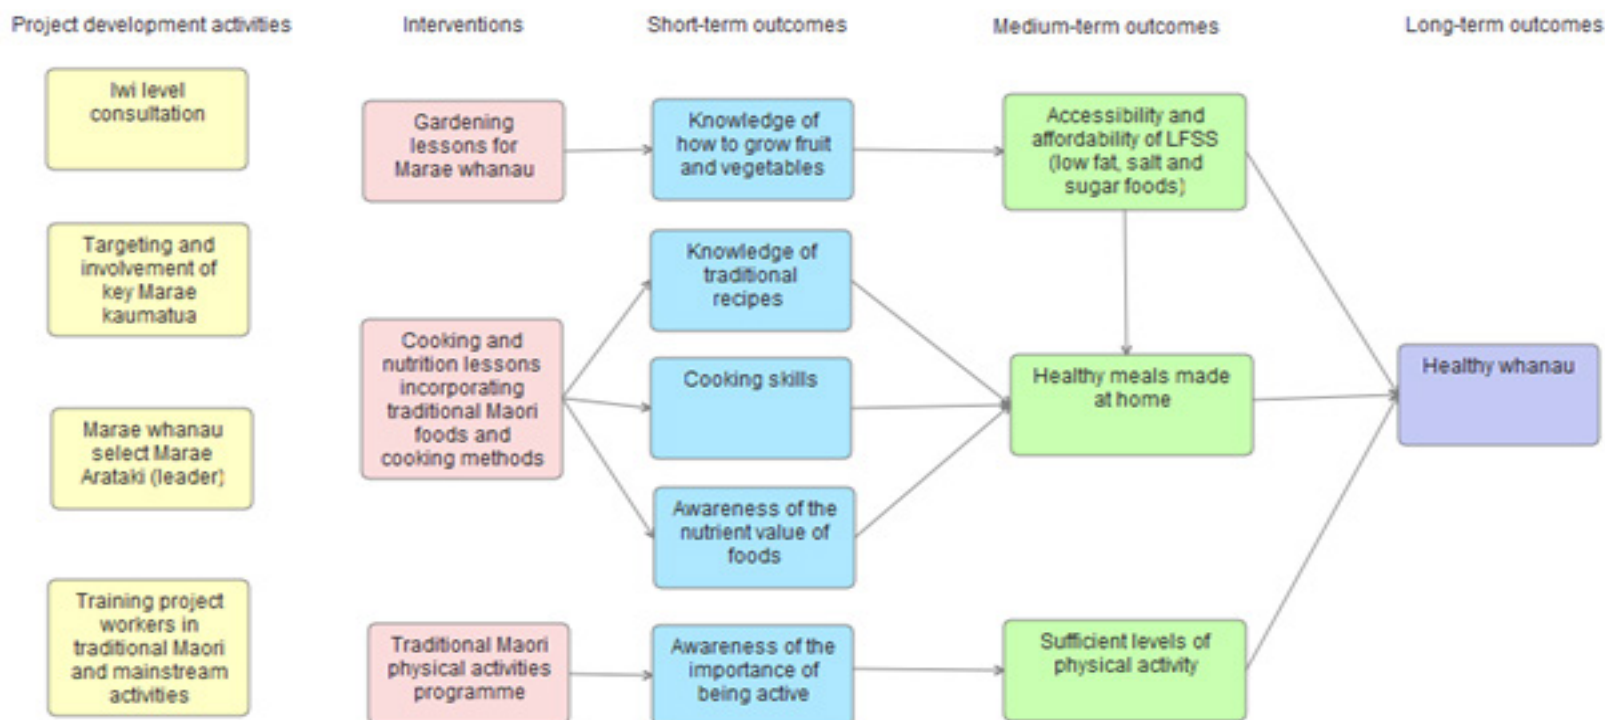 Project development activities
Interventions
Short-term outcomes
Medium-term outcomes
Long-term outcomes
Iwi level
consultation
Targeting and
involvement of
key Marae
kaumatua
Marae whanau
select Marae
Arataki (leader)
Training project
workers in
traditional Maori
and mainstream
activities
Gardening
lessons for
Marae whanau
Cooking and
nutrition lessons
incorporating
traditional Maori
foods and
cooking methods
Traditional Maori
physical activities
programme
Knowledge of
how to grow fruit
and vegetables
Knowledge of
traditional
recipes
Cooking skills
Awareness of the
nutrient value of
foods
Awareness of the
importance of
being active
Accessibility and
affordability of LFSS
(low fat, salt and
sugar foods)
Healthy meals made
at home
Sufficient levels of
physical activity
Healthy whanau